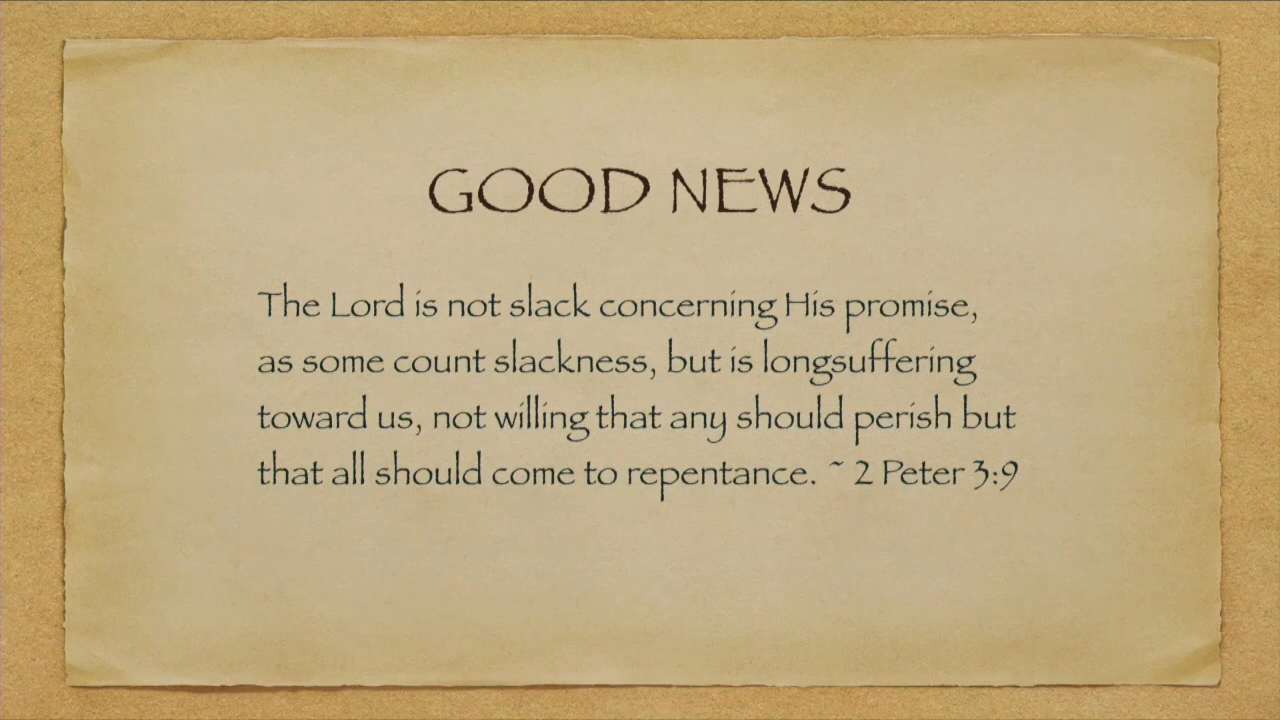 GOOD NEWS
The Lord is not slack concerning His promise,
as some count slackness, but is longsuffering
toward us, not willing that any should perish but
that all should come to repentance. ~ 2 Peter 3:9